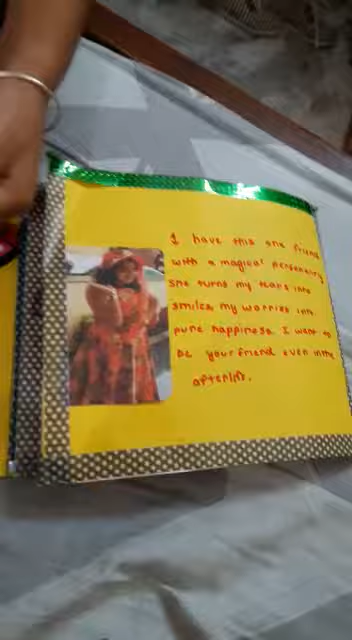 I have this one friend
with a magical personality
she turns my tears into
smiles, my worries into
pure happiness. I want to
be your friend even in the
afterlife.